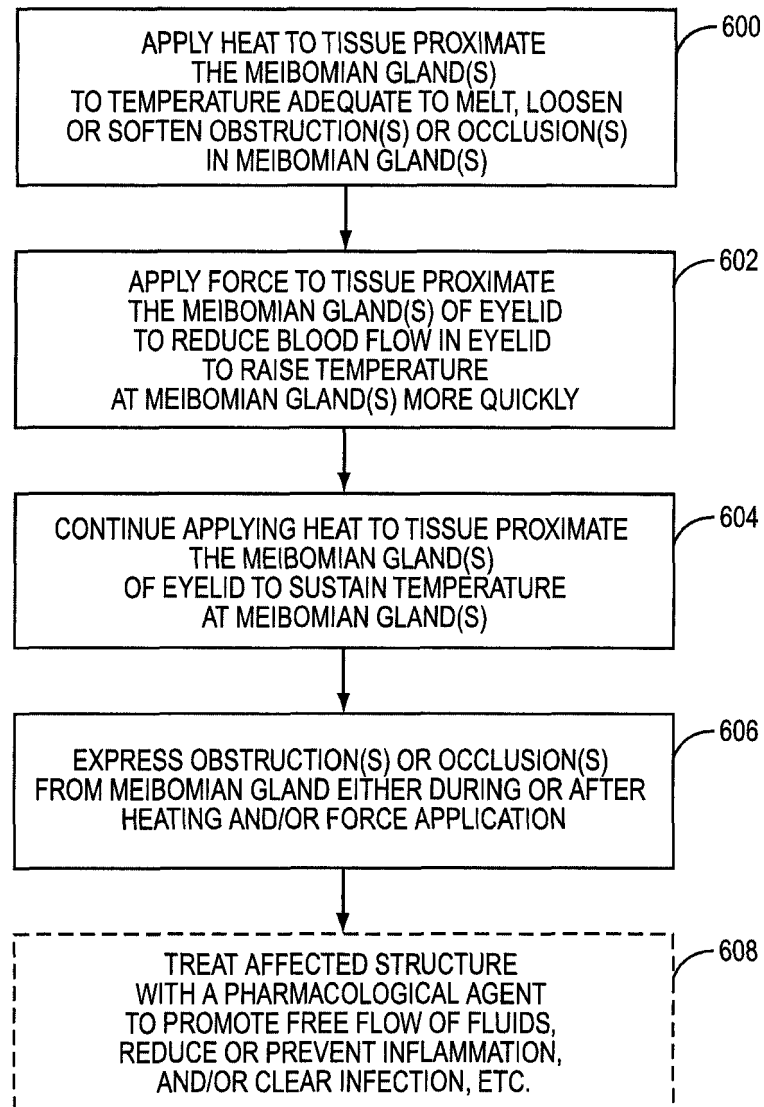 APPLY HEAT TO TISSUE PROXIMATE
THE MEIBOMIAN GLAND(S)
TO TEMPERATURE ADEQUATE TO MELT, LOOSEN
OR SOFTEN OBSTRUCTION(S) OR OCCLUSION(S)
IN MEIBOMIAN GLAND(S)
600
APPLY FORCE TO TISSUE PROXIMATE
THE MEIBOMIAN GLAND(S) OF EYELID
TO REDUCE BLOOD FLOW IN EYELID
TO RAISE TEMPERATURE
AT MEIBOMIAN GLAND(S) MORE QUICKLY
602
CONTINUE APPLYING HEAT TO TISSUE PROXIMATE
THE MEIBOMIAN GLAND(S)
OF EYELID TO SUSTAIN TEMPERATURE
AT MEIBOMIAN GLAND(S)
604
EXPRESS OBSTRUCTION(S) OR OCCLUSION(S)
FROM MEIBOMIAN GLAND EITHER DURING OR AFTER
HEATING AND/OR FORCE APPLICATION
606
TREAT AFFECTED STRUCTURE
WITH A PHARMACOLOGICAL AGENT
TO PROMOTE FREE FLOW OF FLUIDS,
REDUCE OR PREVENT INFLAMMATION,
AND/OR CLEAR INFECTION, ETC.
608